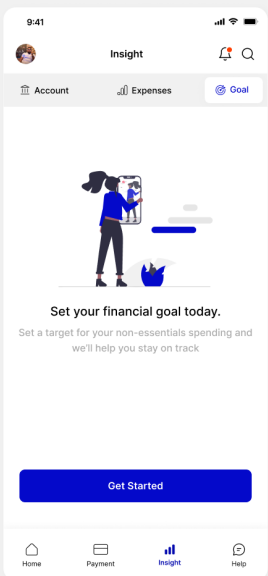 9:41
Insight
Account
Expenses
Goal
Set your financial goal today.
Set a target for your non-essentials spending and
we'll help you stay on track
Get Started
Home
Payment
Insight
Help